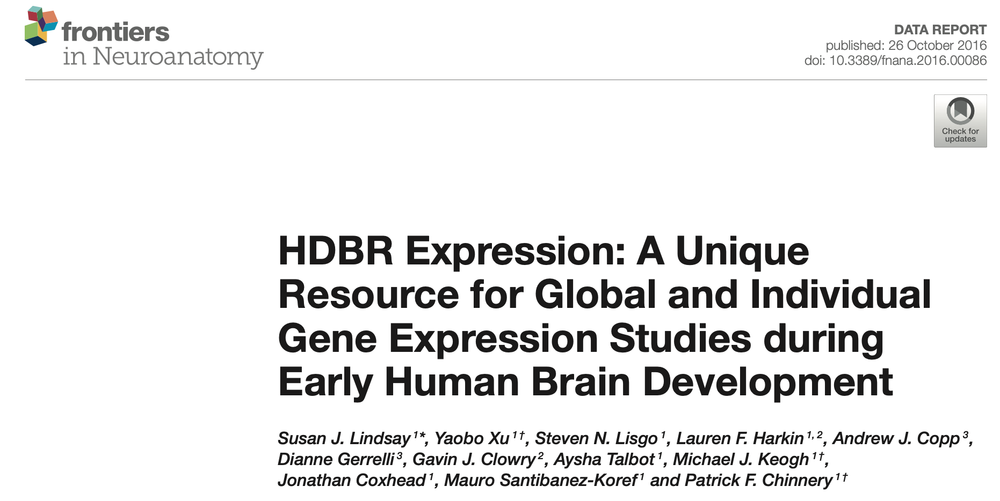 frontiers
in Neuroanatomy
DATA REPORT
published: 26 October 2016
doi: 10.3389/fnana.2016.00086
Check for
updates
HDBR Expression: A Unique
Resource for Global and Individual
Gene Expression Studies during
Early Human Brain Development
Susan J. Lindsay 1*, Yaobo Xu 1†, Steven N. Lisgo 1, Lauren F. Harkin 1, 2, Andrew J. Copp 3,
Dianne Gerrelli 3, Gavin J. Clowry 2, Aysha Talbot 1, Michael J. Keogh 1†,
Jonathan Coxhead 1, Mauro Santibanez-Koref 1 and Patrick F. Chinnery 1†